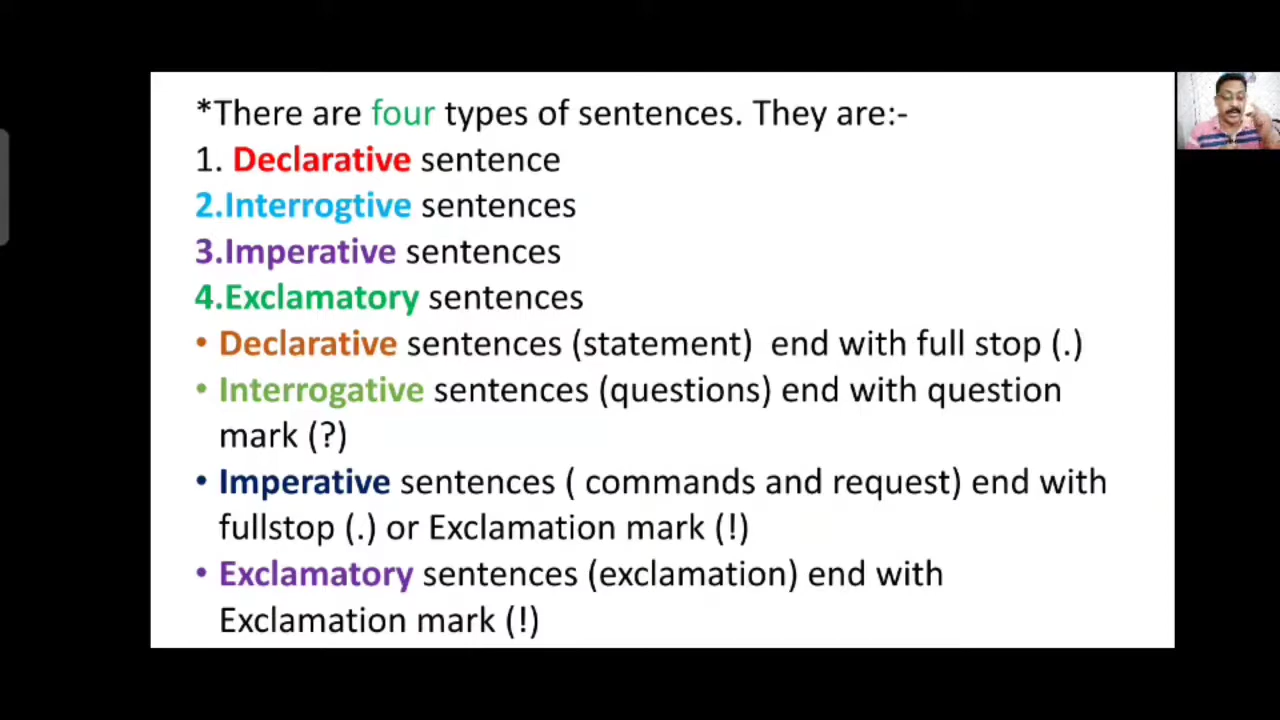 *There are four types of sentences. They are:-
1. Declarative sentence
2.Interrogtive sentences
3.Imperative sentences
4.Exclamatory sentences
• Declarative sentences (statement)  end with full stop (.)
• Interrogative sentences (questions) end with question
mark (?)
• Imperative sentences ( commands and request) end with
fullstop (.) or Exclamation mark (!)
• Exclamatory sentences (exclamation) end with
Exclamation mark (!)